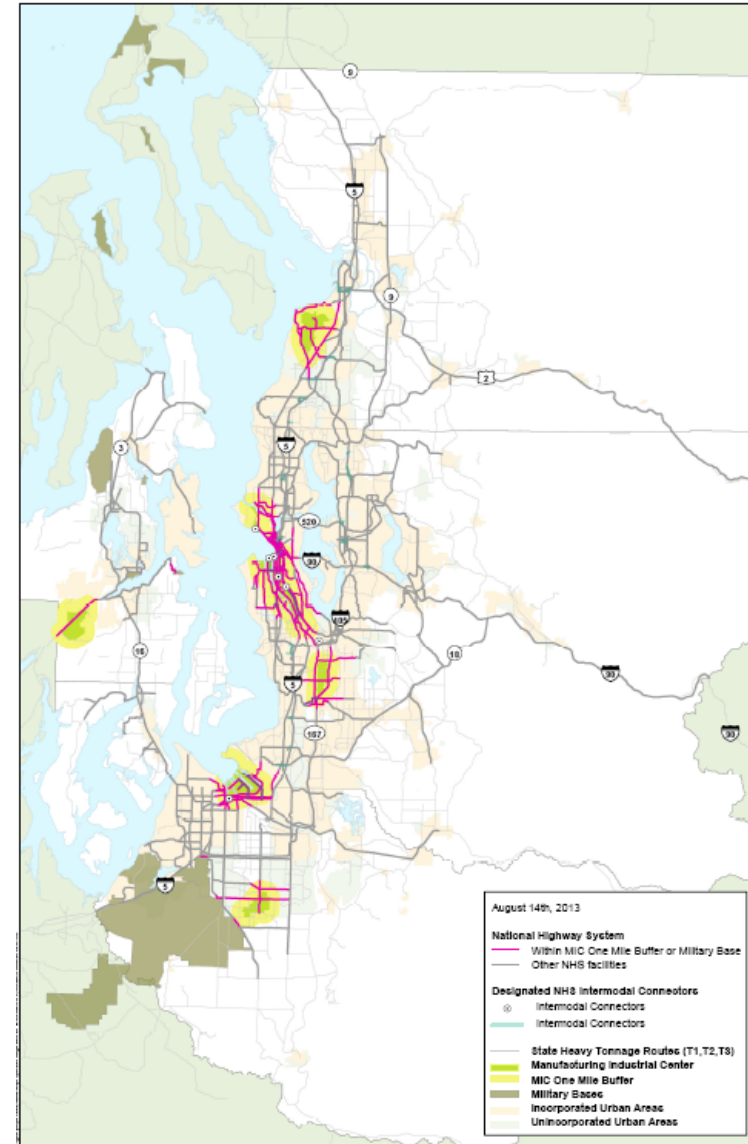 9
5
9
2
5
3
520
90
405
18
90
16
5
167
90
5
August 14th, 2013
National Highway System
Within MIC One Mile Buffer or Military Base
Other NHS facilities
Designated NHS Intermodal Connectors
Intermodal Connectors
Intermodal Connectors
State Heavy Tonnage Routes (T1,T2,T3)
Manufacturing Industrial Center
MIC One Mile Buffer
Military Bases
Incorporated Urban Areas
Unincorporated Urban Areas